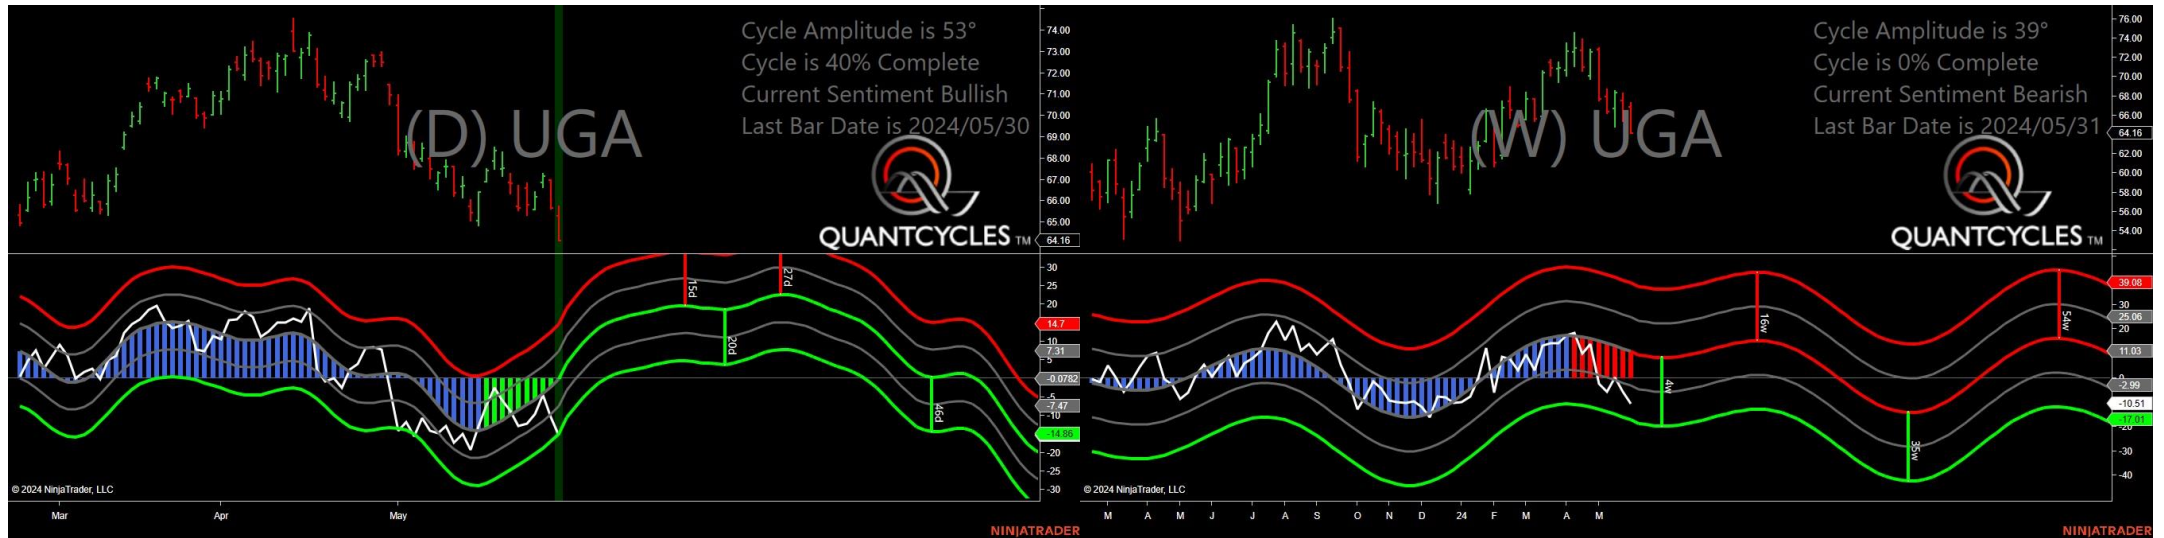 Cycle Amplitude is 53°
Cycle is 40% Complete
Current Sentiment Bullish
Last Bar Date is 2024/05/30
(D) UGA
QUANTCYCLES TM
74.00
73.00
72.00
71.00
70.00
69.00
68.00
67.00
66.00
65.00
64.16
15d
27d
20d
46d
30
25
20
14.7
10
7.31
5
-0.0782
-5
-7.47
-10
-14.86
-20
-25
-30
© 2024 NinjaTrader, LLC
Mar Apr May
NINJATRADER
Cycle Amplitude is 39°
Cycle is 0% Complete
Current Sentiment Bearish
Last Bar Date is 2024/05/31
(W) UGA
QUANTCYCLES TM
76.00
74.00
72.00
70.00
68.00
66.00
64.16
62.00
60.00
58.00
56.00
54.00
16w
54w
4w
35w
39.08
30
25.06
20
11.03
0
-2.99
-10.51
-17.01
-20
-30
-40
© 2024 NinjaTrader, LLC
M A M J J A S O N D 24 F M A M
NINJATRADER